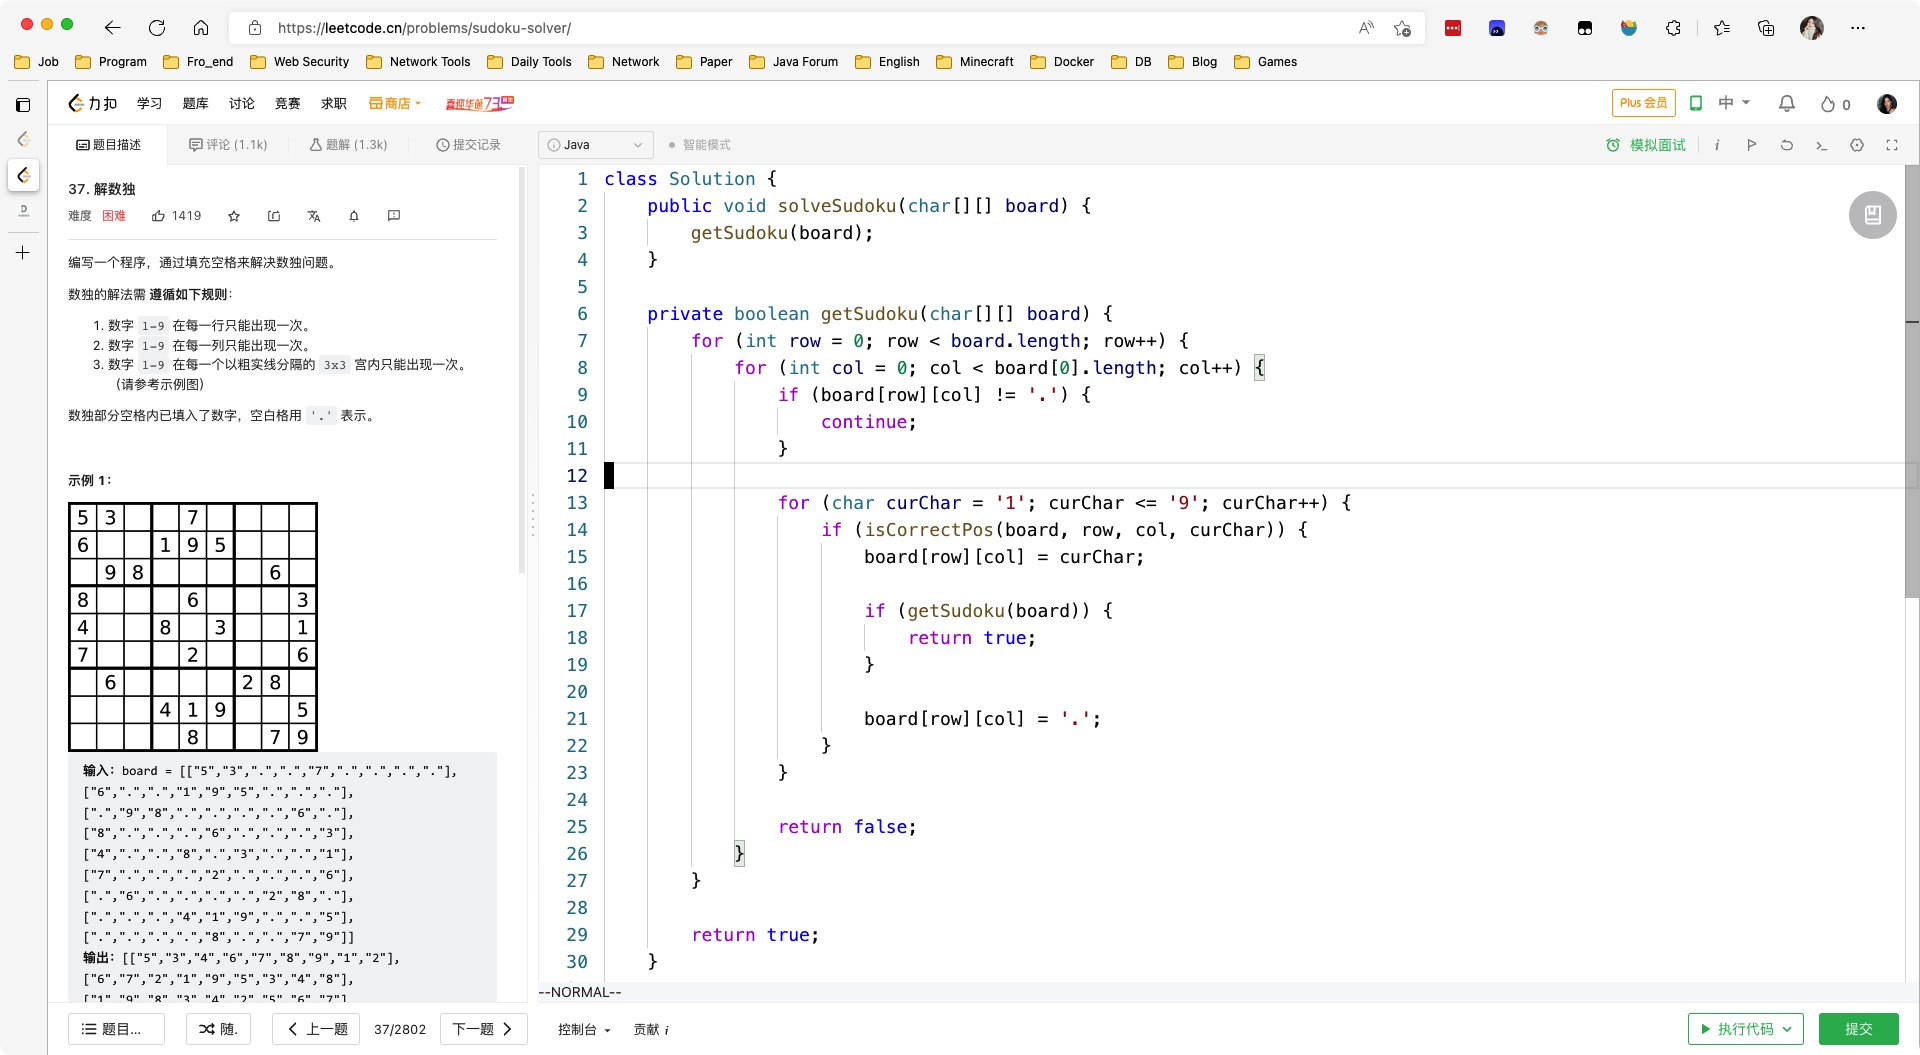 https://leetcode.cn/problems/sudoku-solver/
Job Program Fro_end Web Security Network Tools Daily Tools Network Paper Java Forum English Minecraft Docker DB Blog Games
力扣 学习 题库 讨论 竞赛 求职 商店 Plus 会员 中 0
题目描述 评论 (1.1k) 题解 (1.3k) 提交记录 Java 智能模式 模拟面试
37. 解数独
难度 困难 1419
编写一个程序，通过填充空格来解决数独问题。
数独的解法需 遵循如下规则：
1. 数字 1-9 在每一行只能出现一次。
2. 数字 1-9 在每一列只能出现一次。
3. 数字 1-9 在每一个以粗实线分隔的 3x3 宫内只能出现一次。
（请参考示例图）
数独部分空格内已填入了数字，空白格用 '.' 表示。
示例 1：
5 3 7
6 1 9 5
9 8 6
8 6 3
4 8 3 1
7 2 6
6 2 8
4 1 9 5
8 7 9
输入：board = [["5","3",".",".","7",".",".",".","."],
["6",".",".","1","9","5",".",".","."],
[".","9","8",".",".",".",".","6","."],
["8",".",".",".","6",".",".",".","3"],
["4",".",".","8",".","3",".",".","1"],
["7",".",".",".","2",".",".",".","6"],
[".","6",".",".",".",".","2","8","."],
[".",".",".","4","1","9",".",".","5"],
[".",".",".",".","8",".",".","7","9"]]
输出：[["5","3","4","6","7","8","9","1","2"],
["6","7","2","1","9","5","3","4","8"],
["1","9","8","3","4","2","5","6","7"]
1 class Solution {
2 public void solveSudoku(char[][] board) {
3 getSudoku(board);
4 }
5
6 private boolean getSudoku(char[][] board) {
7 for (int row = 0; row < board.length; row++) {
8 for (int col = 0; col < board[0].length; col++) {
9 if (board[row][col] != '.') {
10 continue;
11 }
12
13 for (char curChar = '1'; curChar <= '9'; curChar++) {
14 if (isCorrectPos(board, row, col, curChar)) {
15 board[row][col] = curChar;
16
17 if (getSudoku(board)) {
18 return true;
19 }
20
21 board[row][col] = '.';
22 }
23 }
24
25 return false;
26 }
27 }
28
29 return true;
30 }
--NORMAL--
题目... 随. 上一题 37/2802 下一题 控制台 贡献 i 执行代码 提交